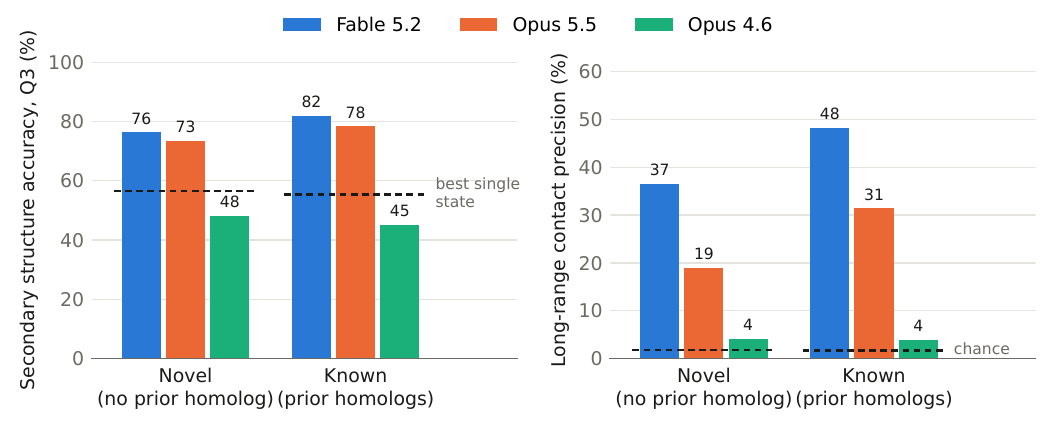 Fable 5.2 Opus 5.5 Opus 4.6
Secondary structure accuracy, Q3 (%)
100
80
60
40
20
0
76
73
48
82
78
45
best single
state
Novel
(no prior homolog)
Known
(prior homologs)
Long-range contact precision (%)
60
50
40
30
20
10
0
37
19
4
48
31
4
chance
Novel
(no prior homolog)
Known
(prior homologs)